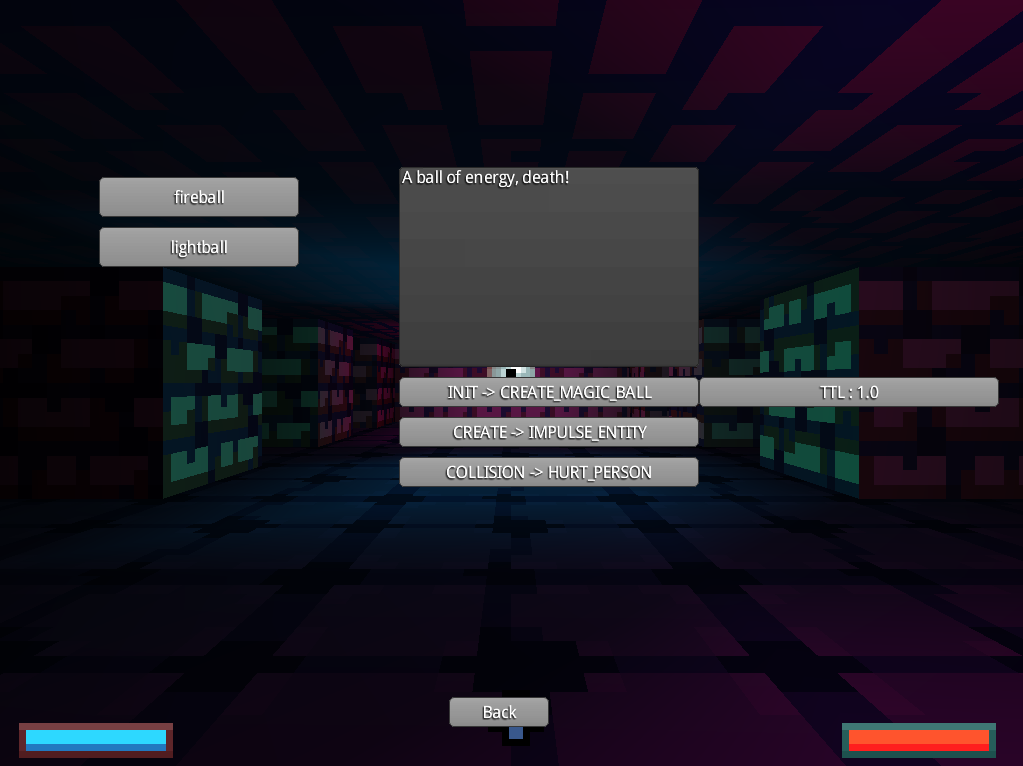 fireball
lightball
A ball of energy, death!
INIT -> CREATE_MAGIC_BALL
TTL : 1.0
CREATE -> IMPULSE_ENTITY
COLLISION -> HURT_PERSON
Back